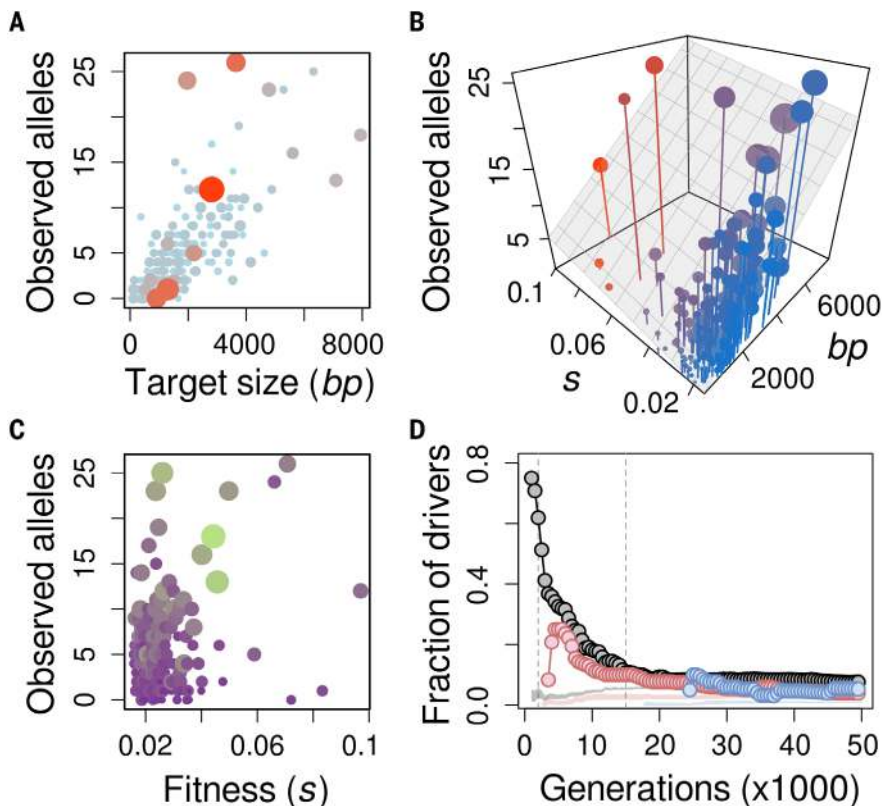 A
Observed alleles
25
15
5
0
0
4000
8000
Target size (bp)
B
Observed alleles
25
15
5
0.1
0.06
0.02
s
6000
2000
bp
C
Observed alleles
25
15
5
0
0.02
0.06
0.1
Fitness (s)
D
Fraction of drivers
0.8
0.4
0.0
0 10 20 30 40 50
Generations (x1000)